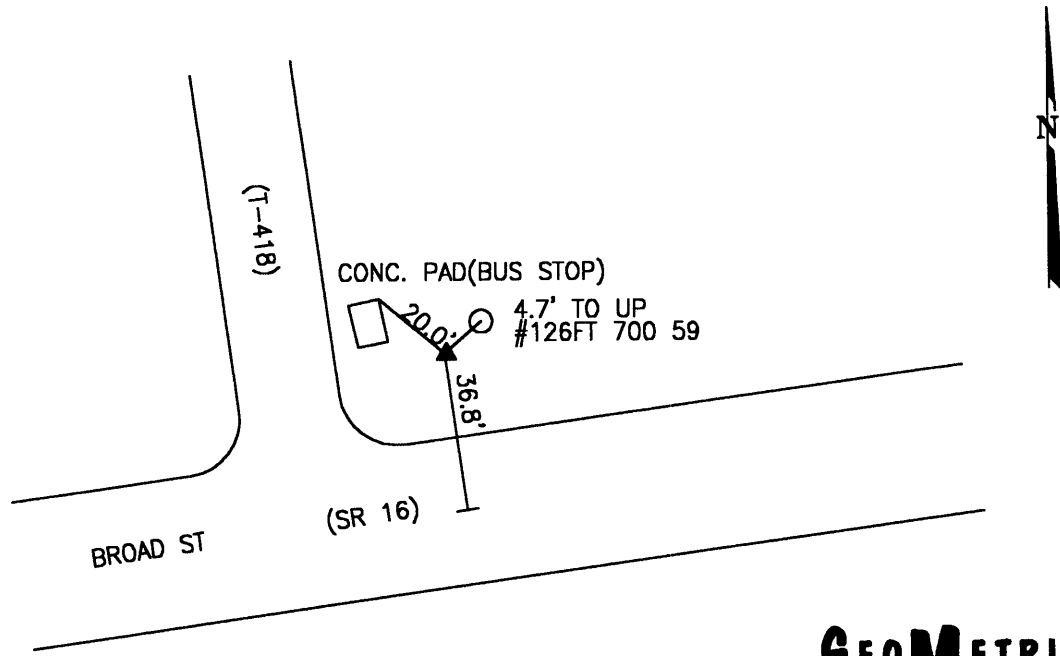 N
(T-418)
CONC. PAD(BUS STOP)
20.0'
4.7' TO UP
#126FT 700 59
36.8'
(SR 16)
BROAD ST